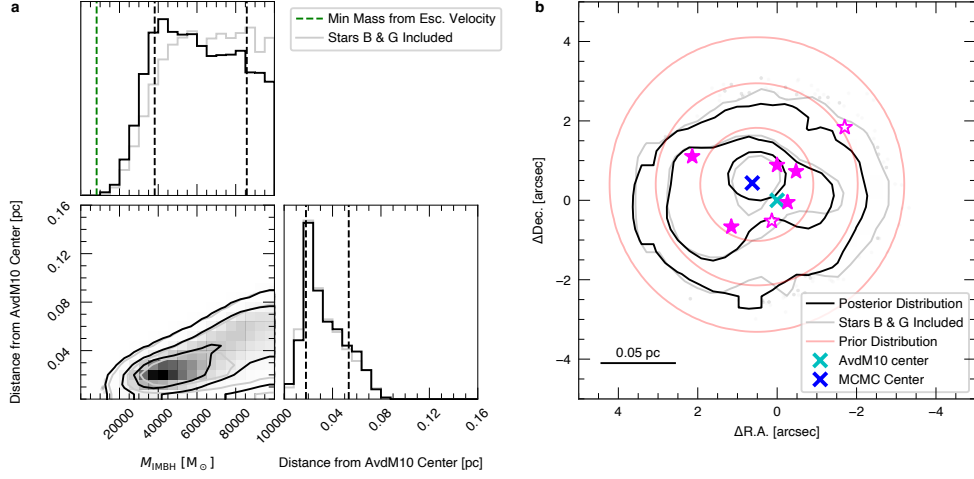 a
Min Mass from Esc. Velocity
Stars B & G Included
0.16
0.12
0.08
0.04
Distance from AvdM10 Center [pc]
20000
40000
60000
80000
100000
M_IMBH [M_⊙]
0.00
0.04
0.08
0.12
0.16
Distance from AvdM10 Center [pc]
b
4
2
0
−2
−4
ΔDec. [arcsec]
0.05 pc
Posterior Distribution
Stars B & G Included
Prior Distribution
AvdM10 center
MCMC Center
4
2
0
−2
−4
ΔR.A. [arcsec]